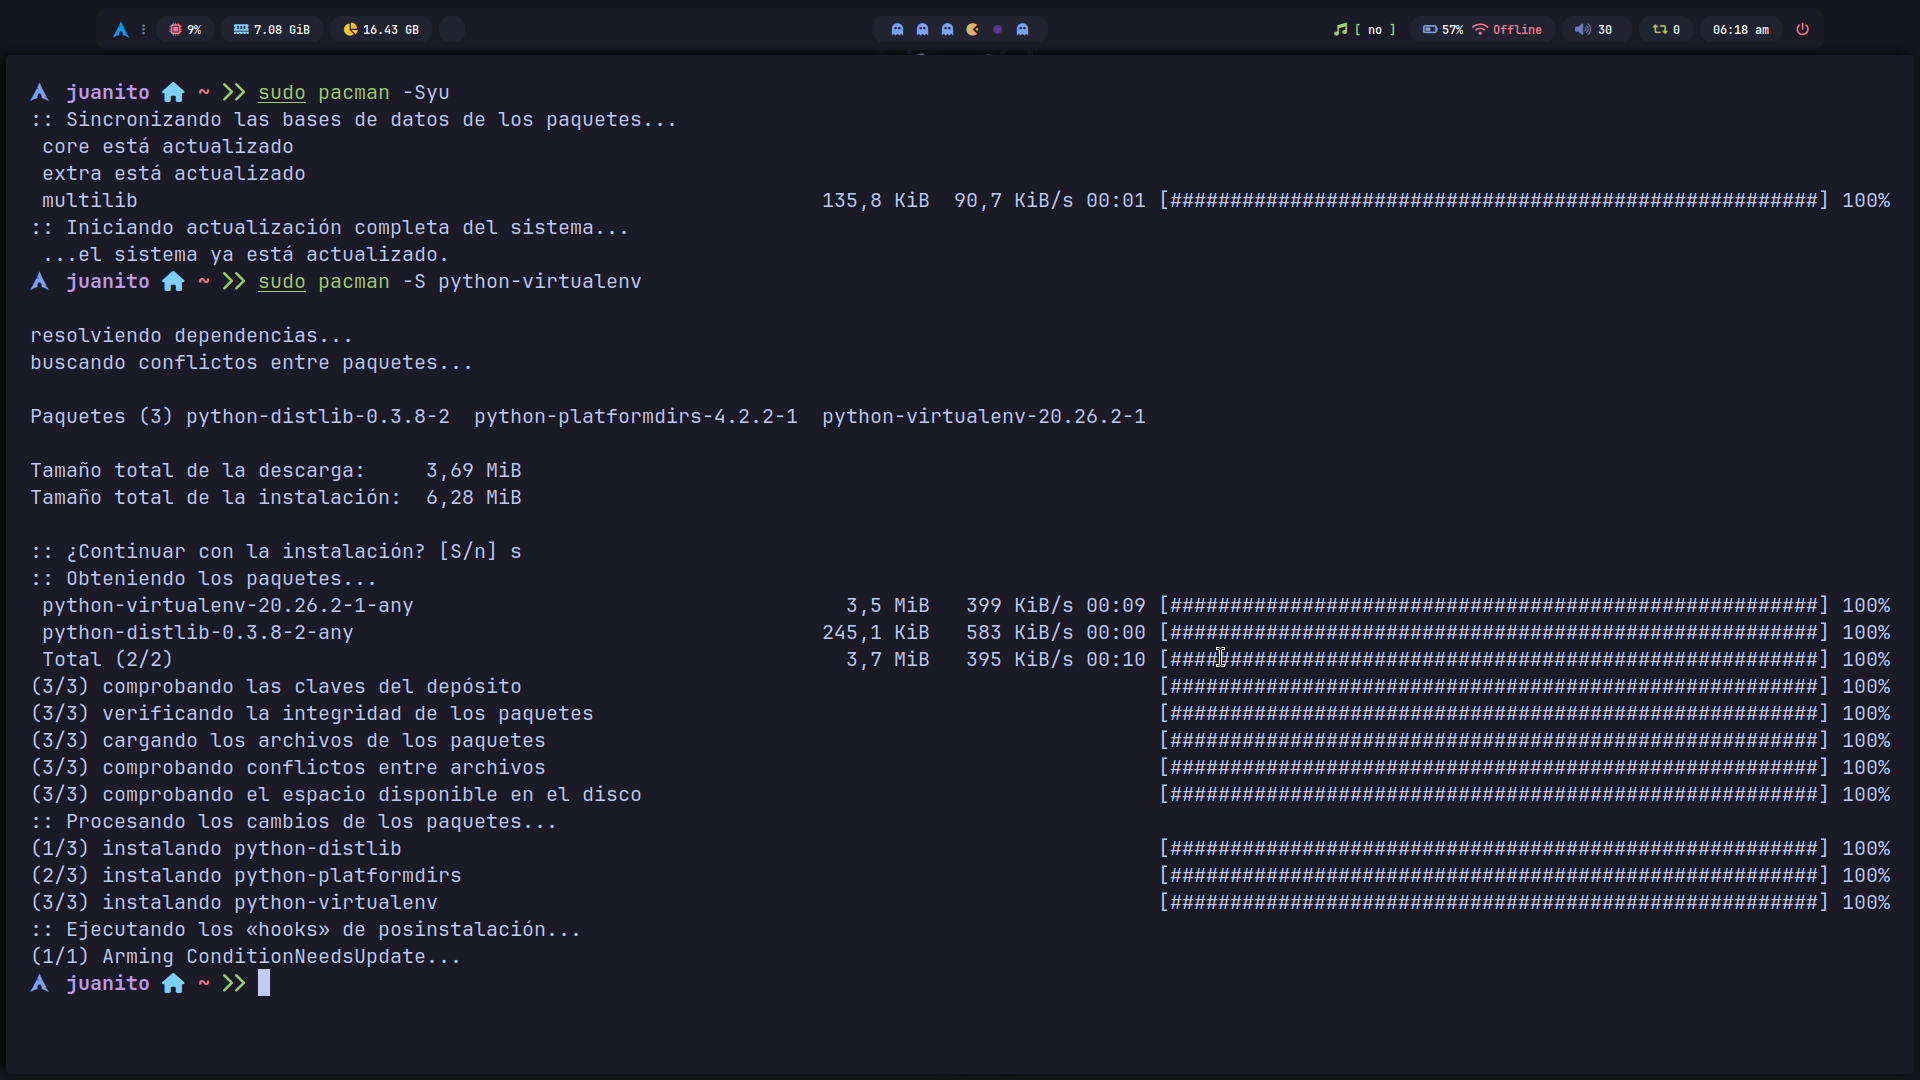 9% 7.08 GiB 16.43 GB [ no ] 57% Offline 30 0 06:18 am
juanito ~ >> sudo pacman -Syu
:: Sincronizando las bases de datos de los paquetes...
core está actualizado
extra está actualizado
multilib 135,8 KiB 90,7 KiB/s 00:01 [######################################################] 100%
:: Iniciando actualización completa del sistema...
...el sistema ya está actualizado.
juanito ~ >> sudo pacman -S python-virtualenv
resolviendo dependencias...
buscando conflictos entre paquetes...
Paquetes (3) python-distlib-0.3.8-2 python-platformdirs-4.2.2-1 python-virtualenv-20.26.2-1
Tamaño total de la descarga: 3,69 MiB
Tamaño total de la instalación: 6,28 MiB
:: ¿Continuar con la instalación? [S/n] s
:: Obteniendo los paquetes...
python-virtualenv-20.26.2-1-any 3,5 MiB 399 KiB/s 00:09 [######################################################] 100%
python-distlib-0.3.8-2-any 245,1 KiB 583 KiB/s 00:00 [######################################################] 100%
Total (2/2) 3,7 MiB 395 KiB/s 00:10 [######################################################] 100%
(3/3) comprobando las claves del depósito [######################################################] 100%
(3/3) verificando la integridad de los paquetes [######################################################] 100%
(3/3) cargando los archivos de los paquetes [######################################################] 100%
(3/3) comprobando conflictos entre archivos [######################################################] 100%
(3/3) comprobando el espacio disponible en el disco [######################################################] 100%
:: Procesando los cambios de los paquetes...
(1/3) instalando python-distlib [######################################################] 100%
(2/3) instalando python-platformdirs [######################################################] 100%
(3/3) instalando python-virtualenv [######################################################] 100%
:: Ejecutando los «hooks» de posinstalación...
(1/1) Arming ConditionNeedsUpdate...
juanito ~ >>